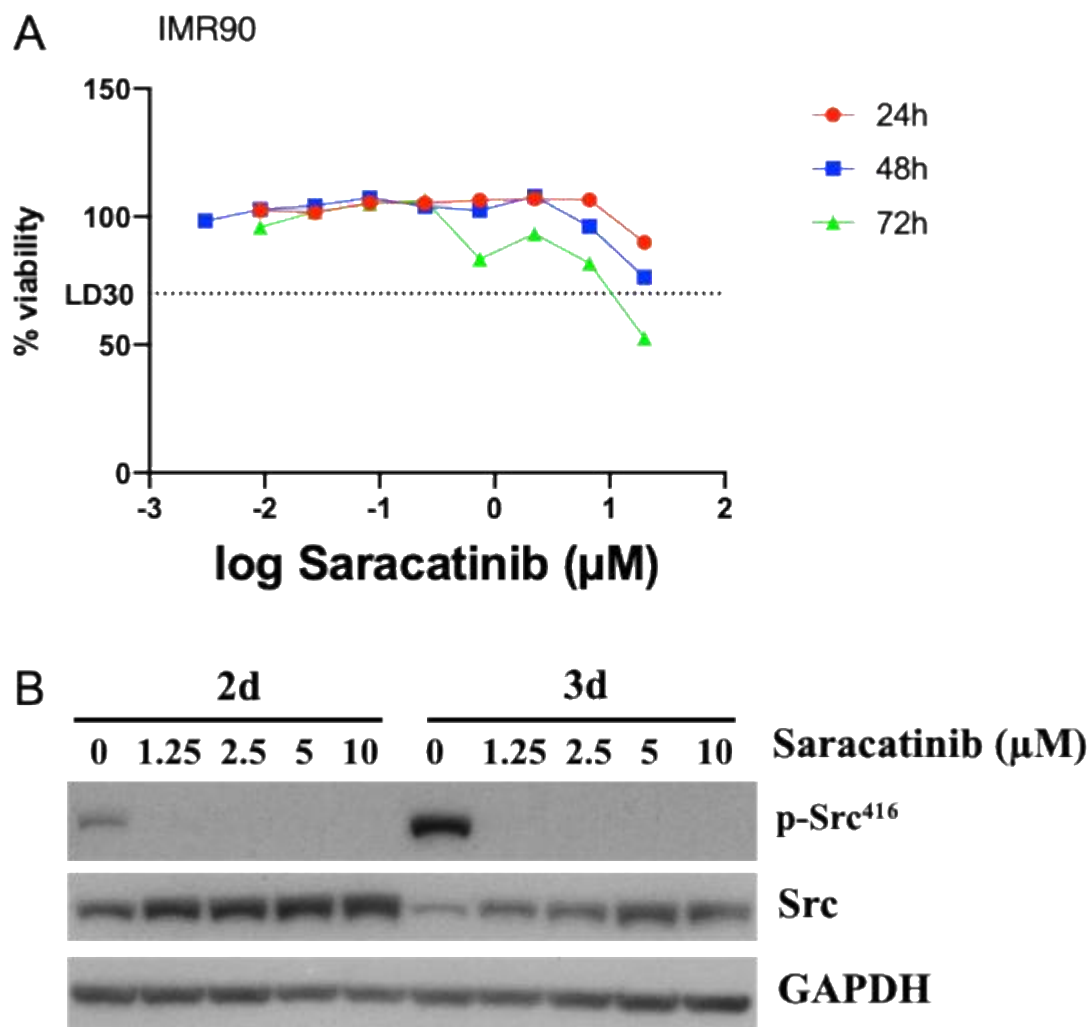 A
IMR90
150
100
LD30
50
0
% viability
-3 -2 -1 0 1 2
log Saracatinib (µM)
24h
48h
72h
B
2d 3d
0 1.25 2.5 5 10 0 1.25 2.5 5 10 Saracatinib (µM)
p-Src⁴¹⁶
Src
GAPDH